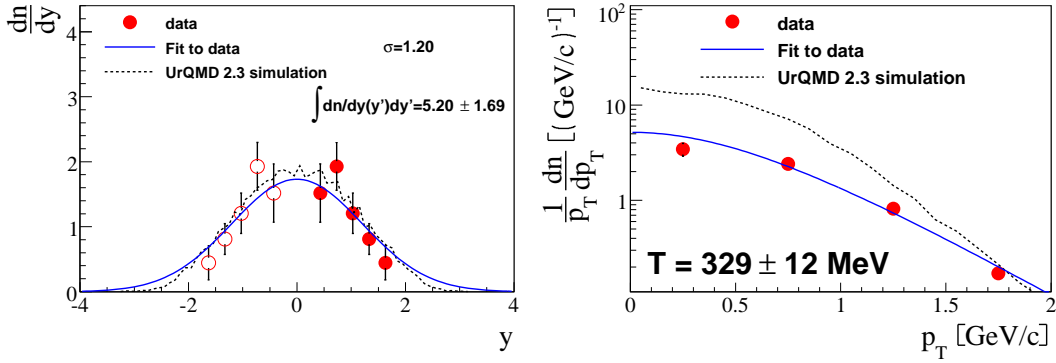 dn
dy
4
3
2
1
0
data
Fit to data
UrQMD 2.3 simulation
σ=1.20
∫dn/dy(y')dy'=5.20 ± 1.69
-4 -2 0 2 4
y
1 dn
p_T dp_T
[(GeV/c)^-1]
10
1
data
Fit to data
UrQMD 2.3 simulation
T = 329 ± 12 MeV
0 0.5 1 1.5 2
p_T [GeV/c]